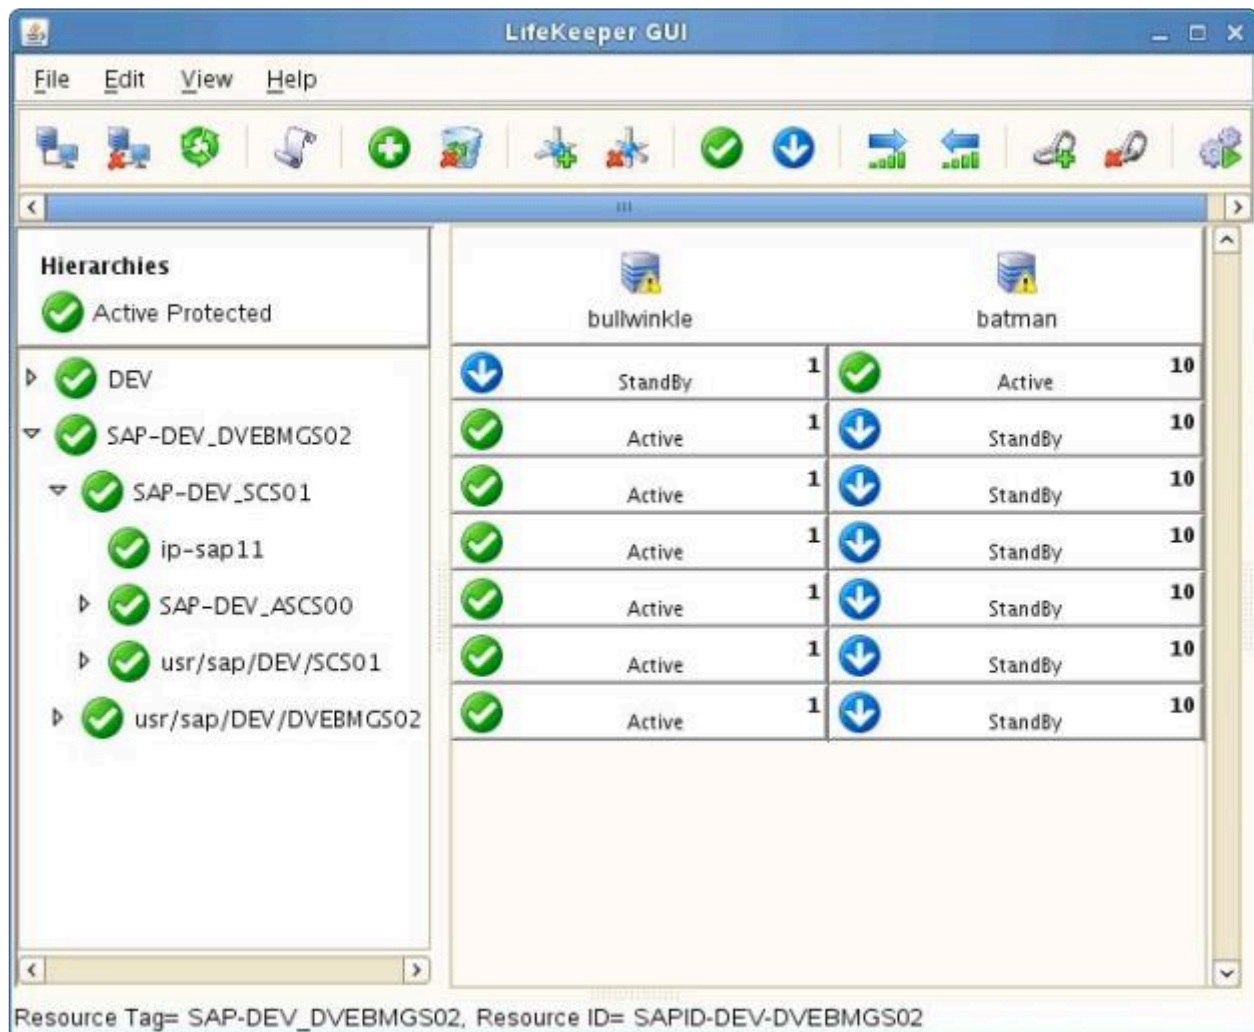 LifeKeeper GUI
File Edit View Help
Hierarchies
Active Protected
bullwinkle batman
DEV StandBy 1 Active 10
SAP-DEV_DVEBMGS02 Active 1 StandBy 10
SAP-DEV_SCS01 Active 1 StandBy 10
ip-sap11 Active 1 StandBy 10
SAP-DEV_ASCS00 Active 1 StandBy 10
usr/sap/DEV/SCS01 Active 1 StandBy 10
usr/sap/DEV/DVEBMGS02 Active 1 StandBy 10
Resource Tag= SAP-DEV_DVEBMGS02, Resource ID= SAPID-DEV-DVEBMGS02